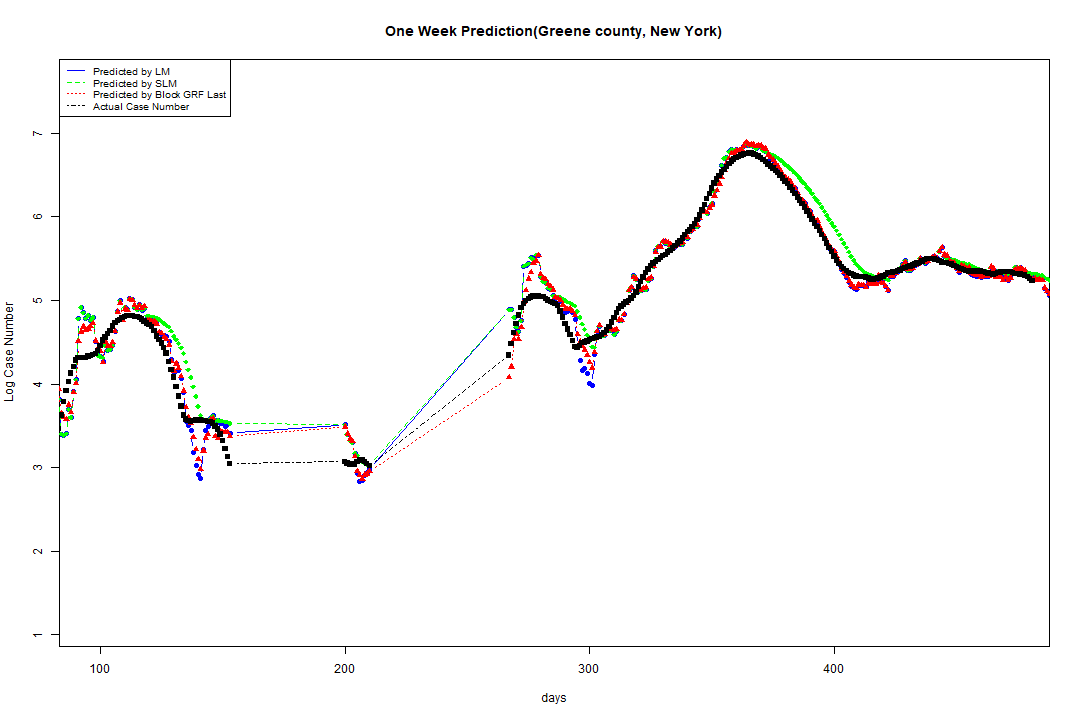 One Week Prediction(Greene county, New York)
Predicted by LM
Predicted by SLM
Predicted by Block GRF Last
Actual Case Number
7
6
5
4
3
2
1
Log Case Number
100 200 300 400
days